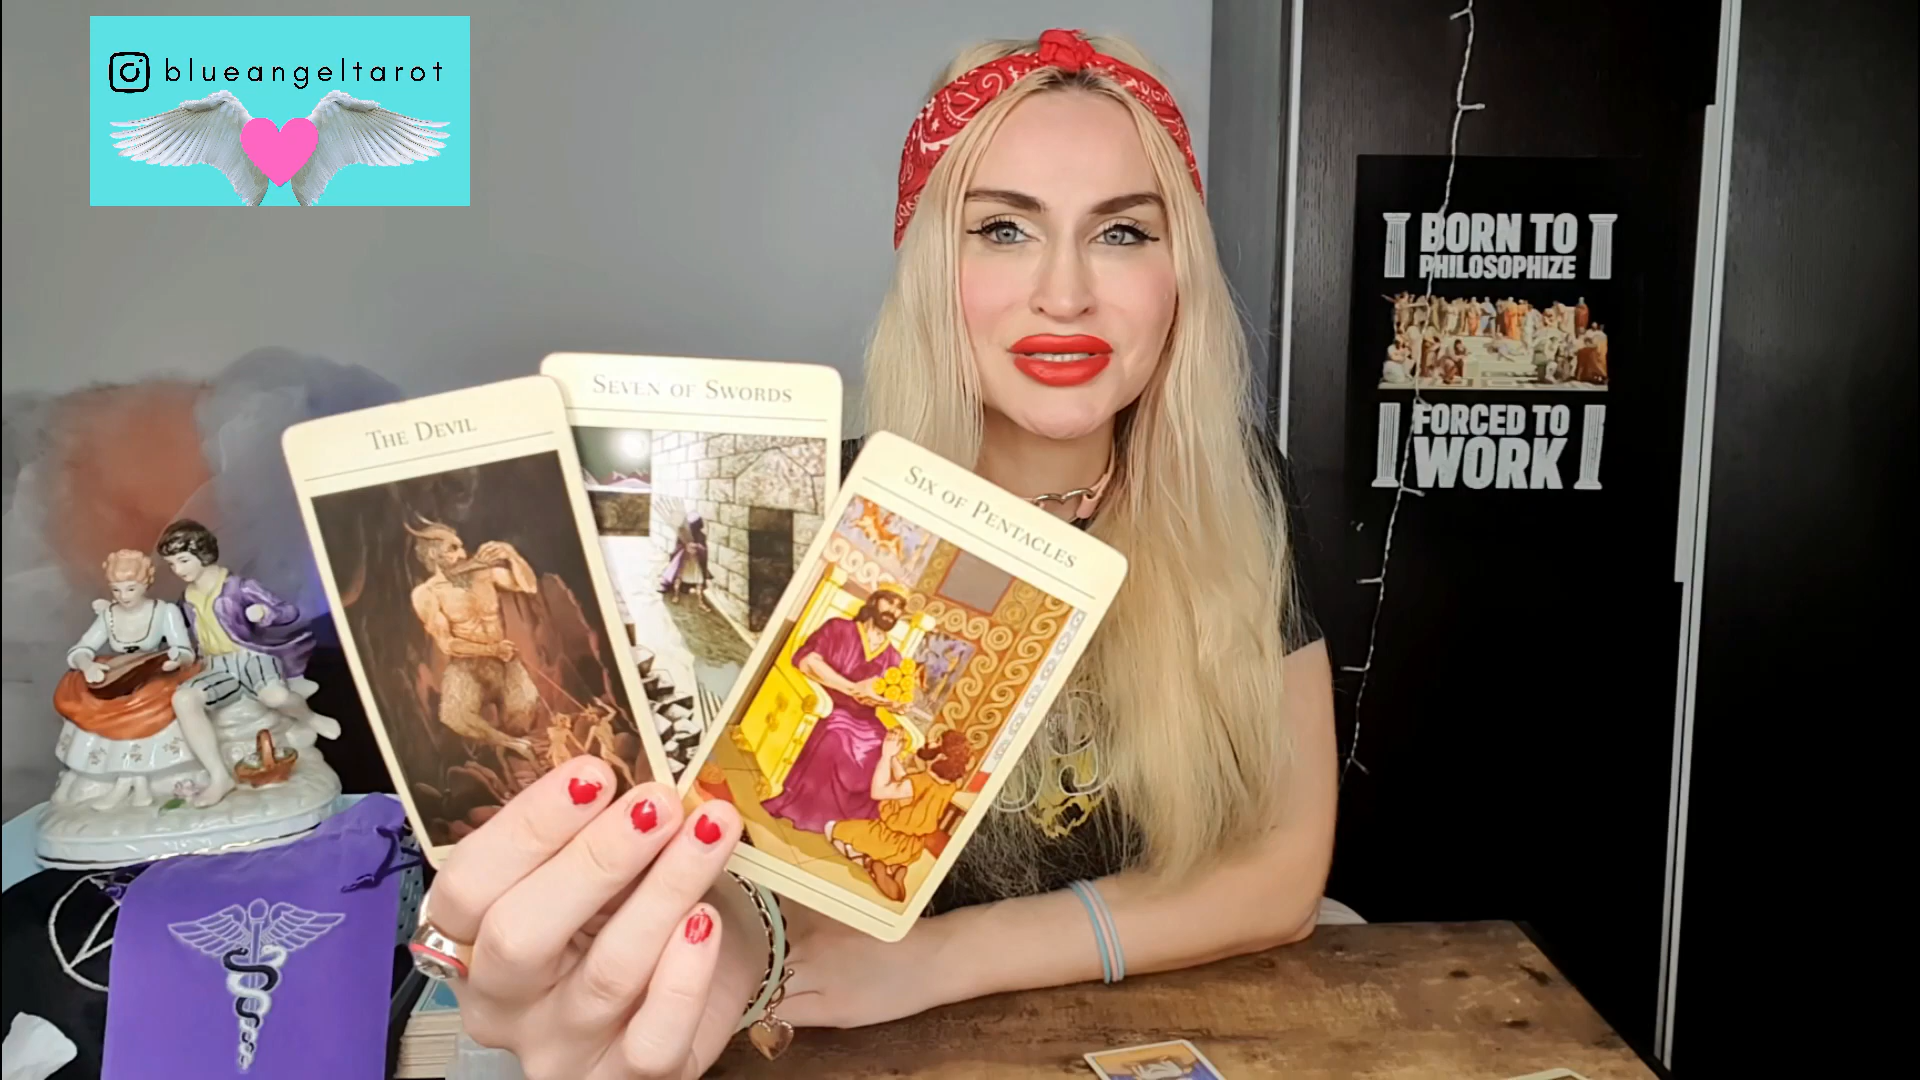 blueangeltarot
THE DEVIL
SEVEN OF SWORDS
SIX OF PENTACLES
BORN TO
PHILOSOPHIZE
FORCED TO
WORK